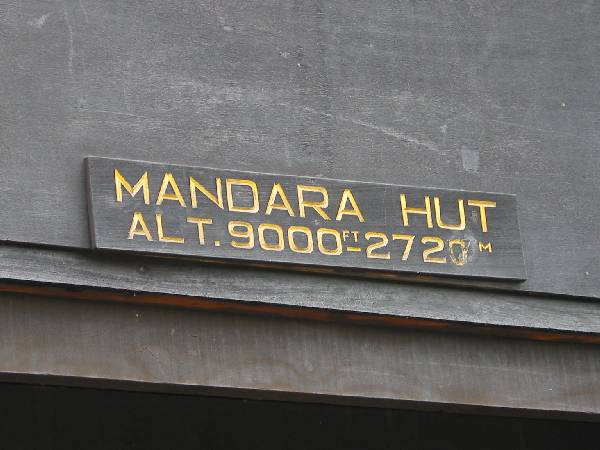 MANDARA HUT
ALT. 9000FT-2720M